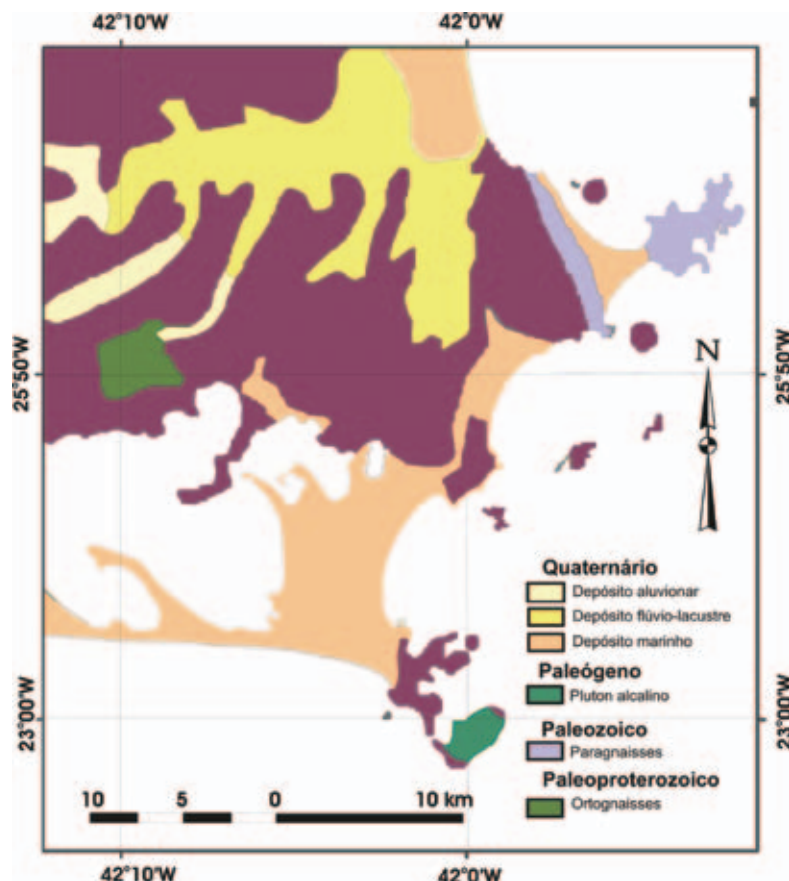 42°10'W 42°0'W
N
25°50'W 25°50'W
Quaternário
Depósito aluvionar
Depósito flúvio-lacustre
Depósito marinho
Paleógeno
Pluton alcalino
23°00'W 23°00'W
Paleozoico
Paragnaisses
Paleoproterozoico
Ortognaisses
10 5 0 10 km
42°10'W 42°0'W